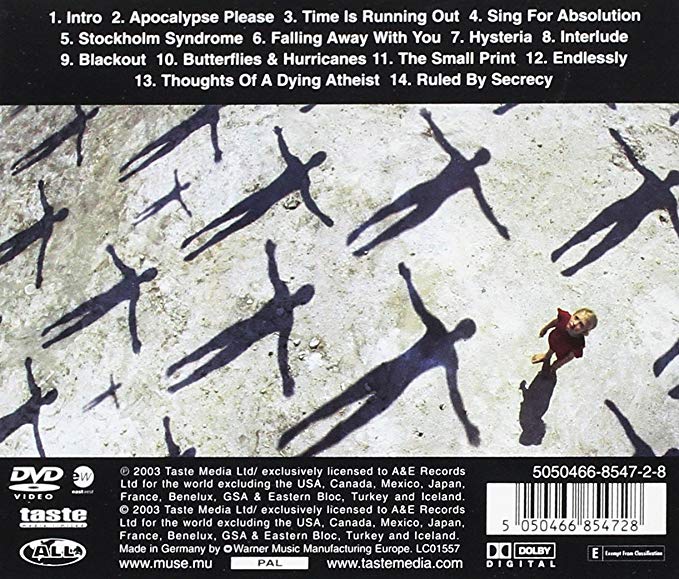 1. Intro 2. Apocalypse Please 3. Time Is Running Out 4. Sing For Absolution
5. Stockholm Syndrome 6. Falling Away With You 7. Hysteria 8. Interlude
9. Blackout 10. Butterflies & Hurricanes 11. The Small Print 12. Endlessly
13. Thoughts Of A Dying Atheist 14. Ruled By Secrecy
DVD
VIDEO
ew
eastwest
taste
ALL
℗ 2003 Taste Media Ltd/ exclusively licensed to A&E Records
Ltd for the world excluding the USA, Canada, Mexico, Japan,
France, Benelux, GSA & Eastern Bloc, Turkey and Iceland.
© 2003 Taste Media Ltd/ exclusively licensed to A&E Records
Ltd for the world excluding the USA, Canada, Mexico, Japan,
France, Benelux, GSA & Eastern Bloc, Turkey and Iceland.
Made in Germany by Warner Music Manufacturing Europe. LC01557
www.muse.mu PAL www.tastemedia.com
5050466-8547-2-8
5 050466 854728
DOLBY
DIGITAL
E Exempt from Classification